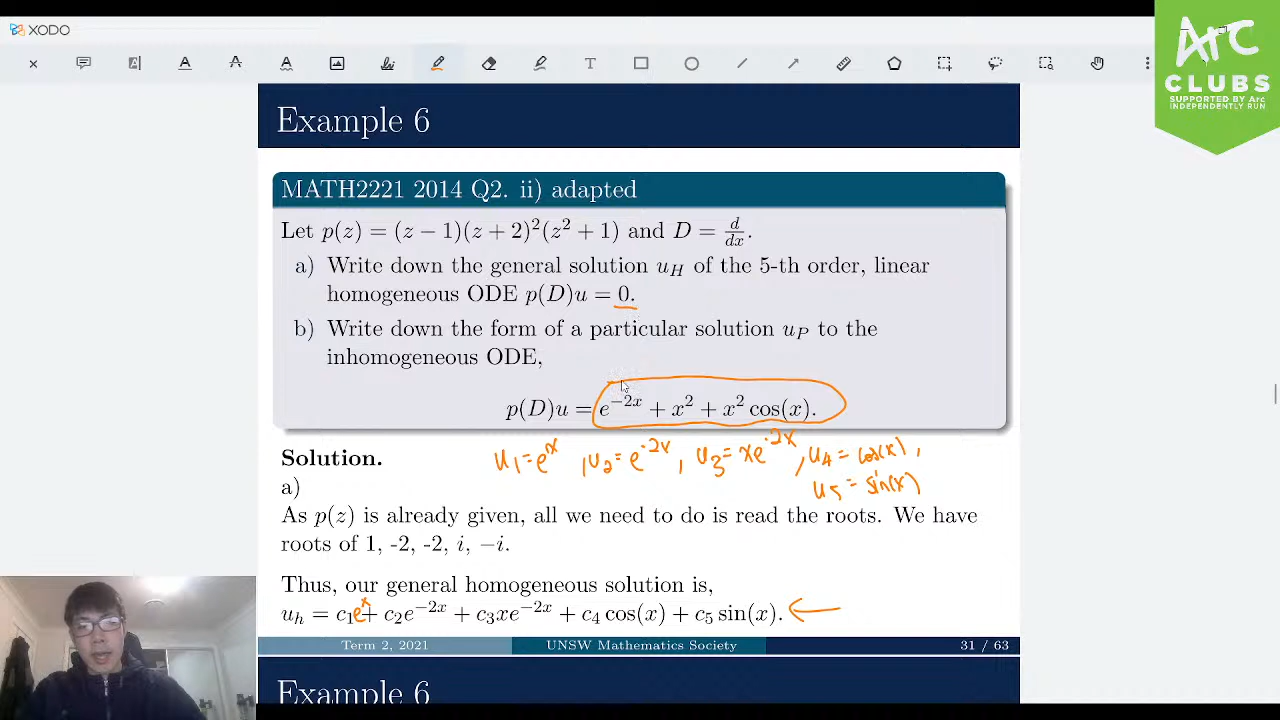 XODO
Arc
CLUBS
SUPPORTED BY Arc
INDEPENDENTLY RUN
Example 6
MATH2221 2014 Q2. ii) adapted
Let p(z) = (z − 1)(z + 2)²(z² + 1) and D = d/dx.
a) Write down the general solution u_H of the 5-th order, linear
homogeneous ODE p(D)u = 0.
b) Write down the form of a particular solution u_P to the
inhomogeneous ODE,
p(D)u = e^{−2x} + x² + x² cos(x).
u₁ = e^x , u₂ = e^{-2x} , u₃ = xe^{-2x} , u₄ = cos(x) ,
u₅ = sin(x)
Solution.
a)
As p(z) is already given, all we need to do is read the roots. We have
roots of 1, -2, -2, i, −i.
Thus, our general homogeneous solution is,
u_h = c₁e^x + c₂e^{−2x} + c₃xe^{−2x} + c₄ cos(x) + c₅ sin(x).
Term 2, 2021 UNSW Mathematics Society 31 / 63
Example 6